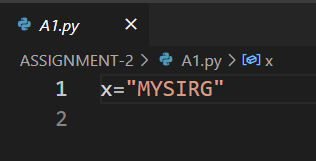 A1.py
ASSIGNMENT-2 > A1.py > x
1 x="MYSIRG"
2